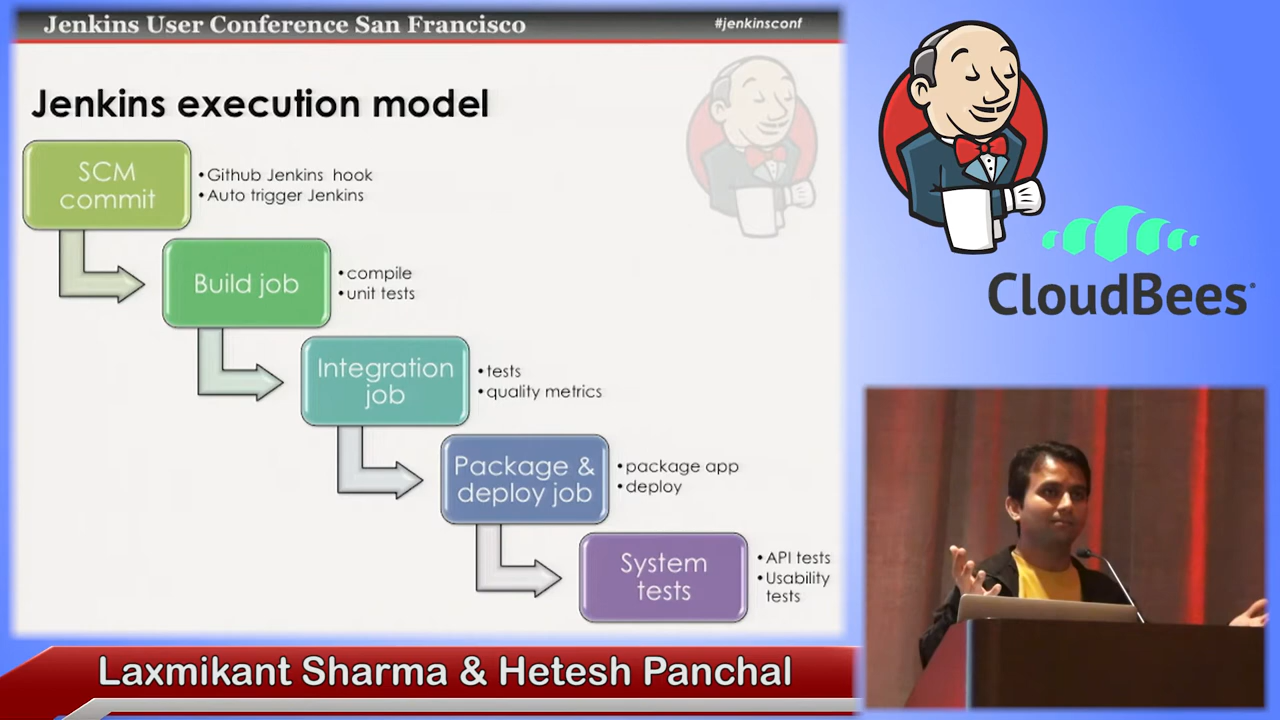 Jenkins User Conference San Francisco
#jenkinsconf
Jenkins execution model
SCM
commit
• Github Jenkins hook
• Auto trigger Jenkins
Build job
• compile
• unit tests
Integration
job
• tests
• quality metrics
Package &
deploy job
• package app
• deploy
System
tests
• API tests
• Usability
tests
CloudBees
Laxmikant Sharma & Hetesh Panchal